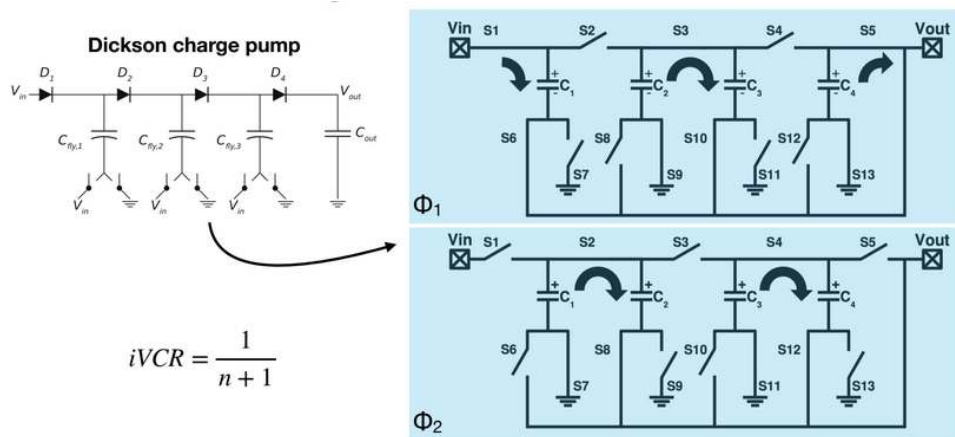 Dickson charge pump
D1 D2 D3 D4
Vin Vout
Cfly,1 Cfly,2 Cfly,3 Cout
Vin Vin Vin
iVCR = 1 / (n + 1)
Vin S1 S2 S3 S4 S5 Vout
+ + + +
- C1 - C2 - C3 - C4
S6 S8 S10 S12
S7 S9 S11 S13
Φ1
Vin S1 S2 S3 S4 S5 Vout
+ + + +
C1 C2 C3 C4
S6 S8 S10 S12
S7 S9 S11 S13
Φ2